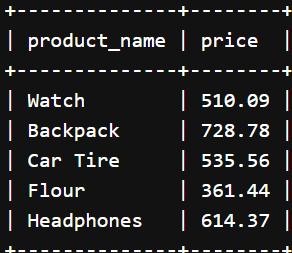 +--------------+--------+
| product_name | price  |
+--------------+--------+
| Watch        | 510.09 |
| Backpack     | 728.78 |
| Car Tire     | 535.56 |
| Flour        | 361.44 |
| Headphones   | 614.37 |
+--------------+--------+